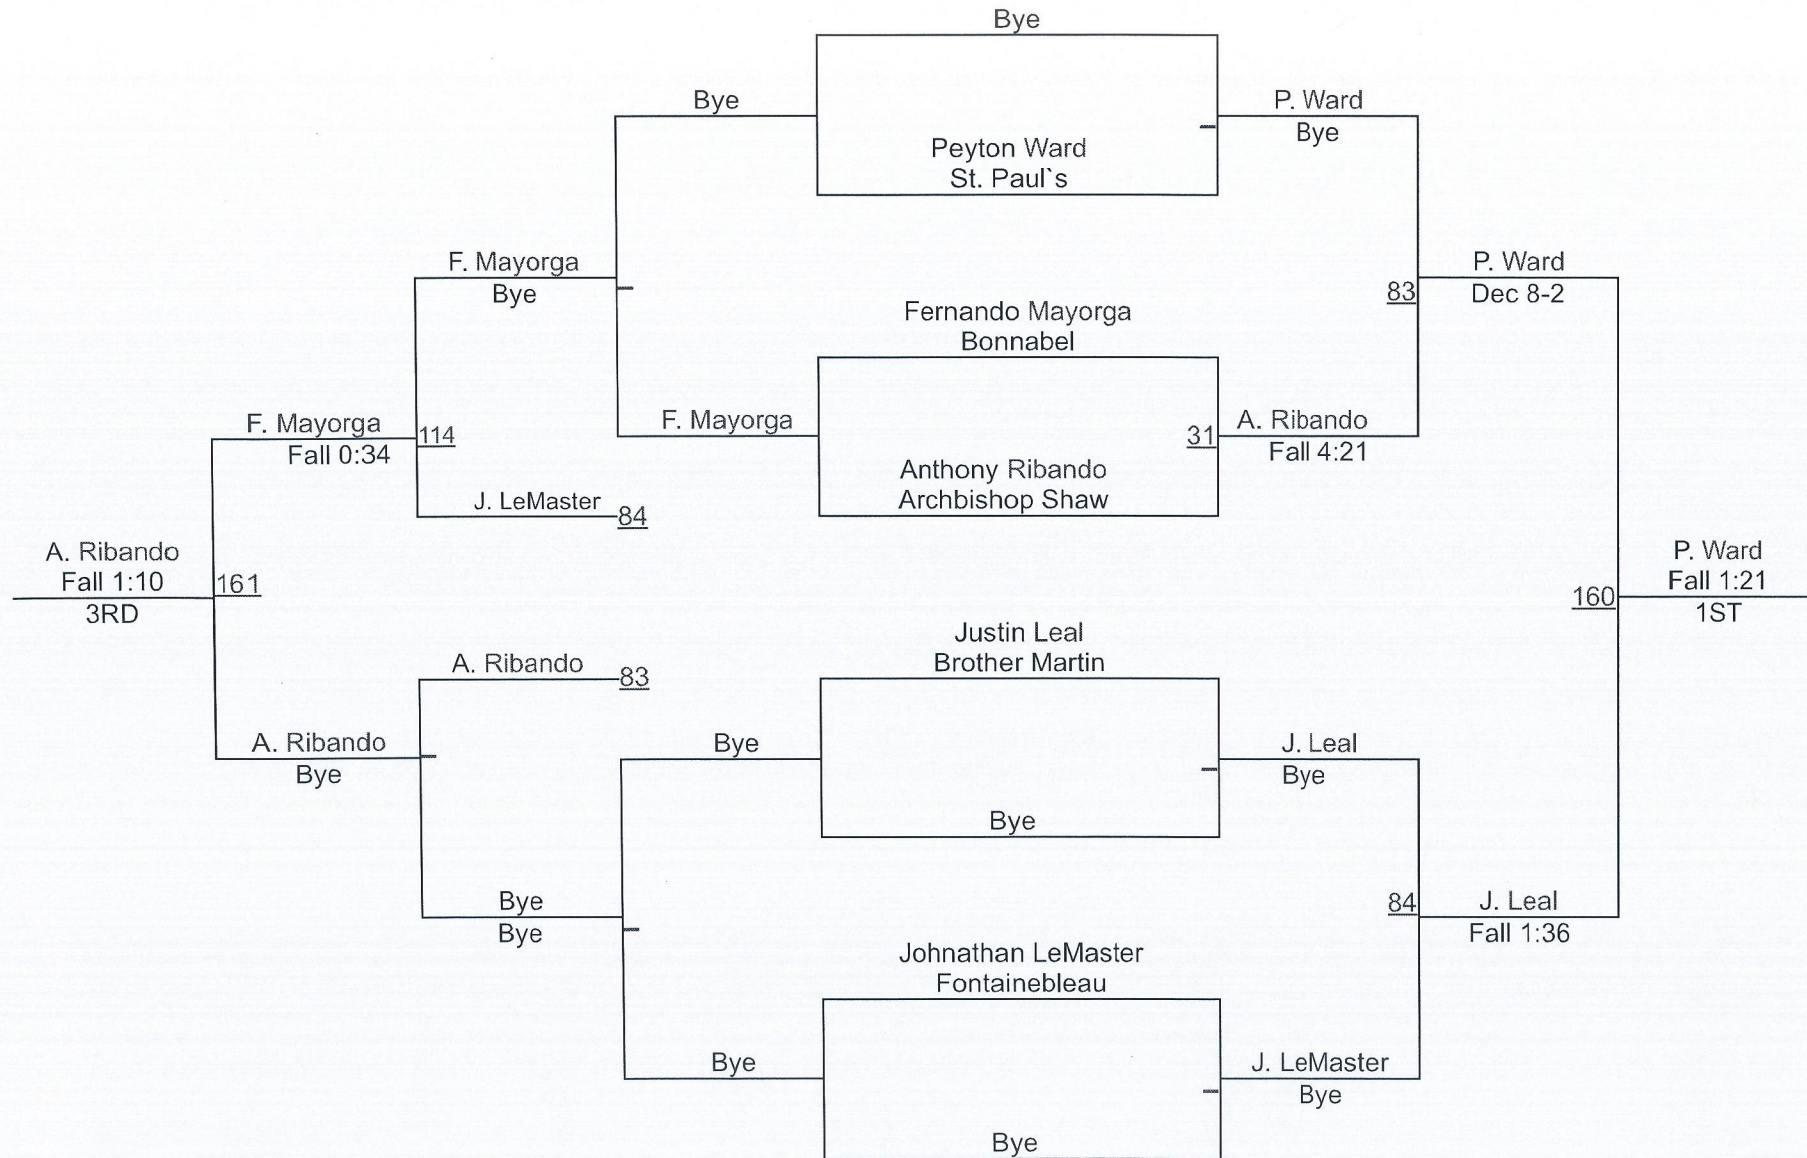 Bye
Bye
P. Ward
Bye
Peyton Ward
St. Paul`s
F. Mayorga
Bye
P. Ward
83
Dec 8-2
Fernando Mayorga
Bonnabel
F. Mayorga
114
Fall 0:34
F. Mayorga
31
A. Ribando
Fall 4:21
Anthony Ribando
Archbishop Shaw
J. LeMaster
84
A. Ribando
Fall 1:10
161
3RD
P. Ward
Fall 1:21
160
1ST
Justin Leal
Brother Martin
A. Ribando
83
A. Ribando
Bye
Bye
J. Leal
Bye
Bye
Bye
Bye
84
J. Leal
Fall 1:36
Johnathan LeMaster
Fontainebleau
Bye
J. LeMaster
Bye
Bye